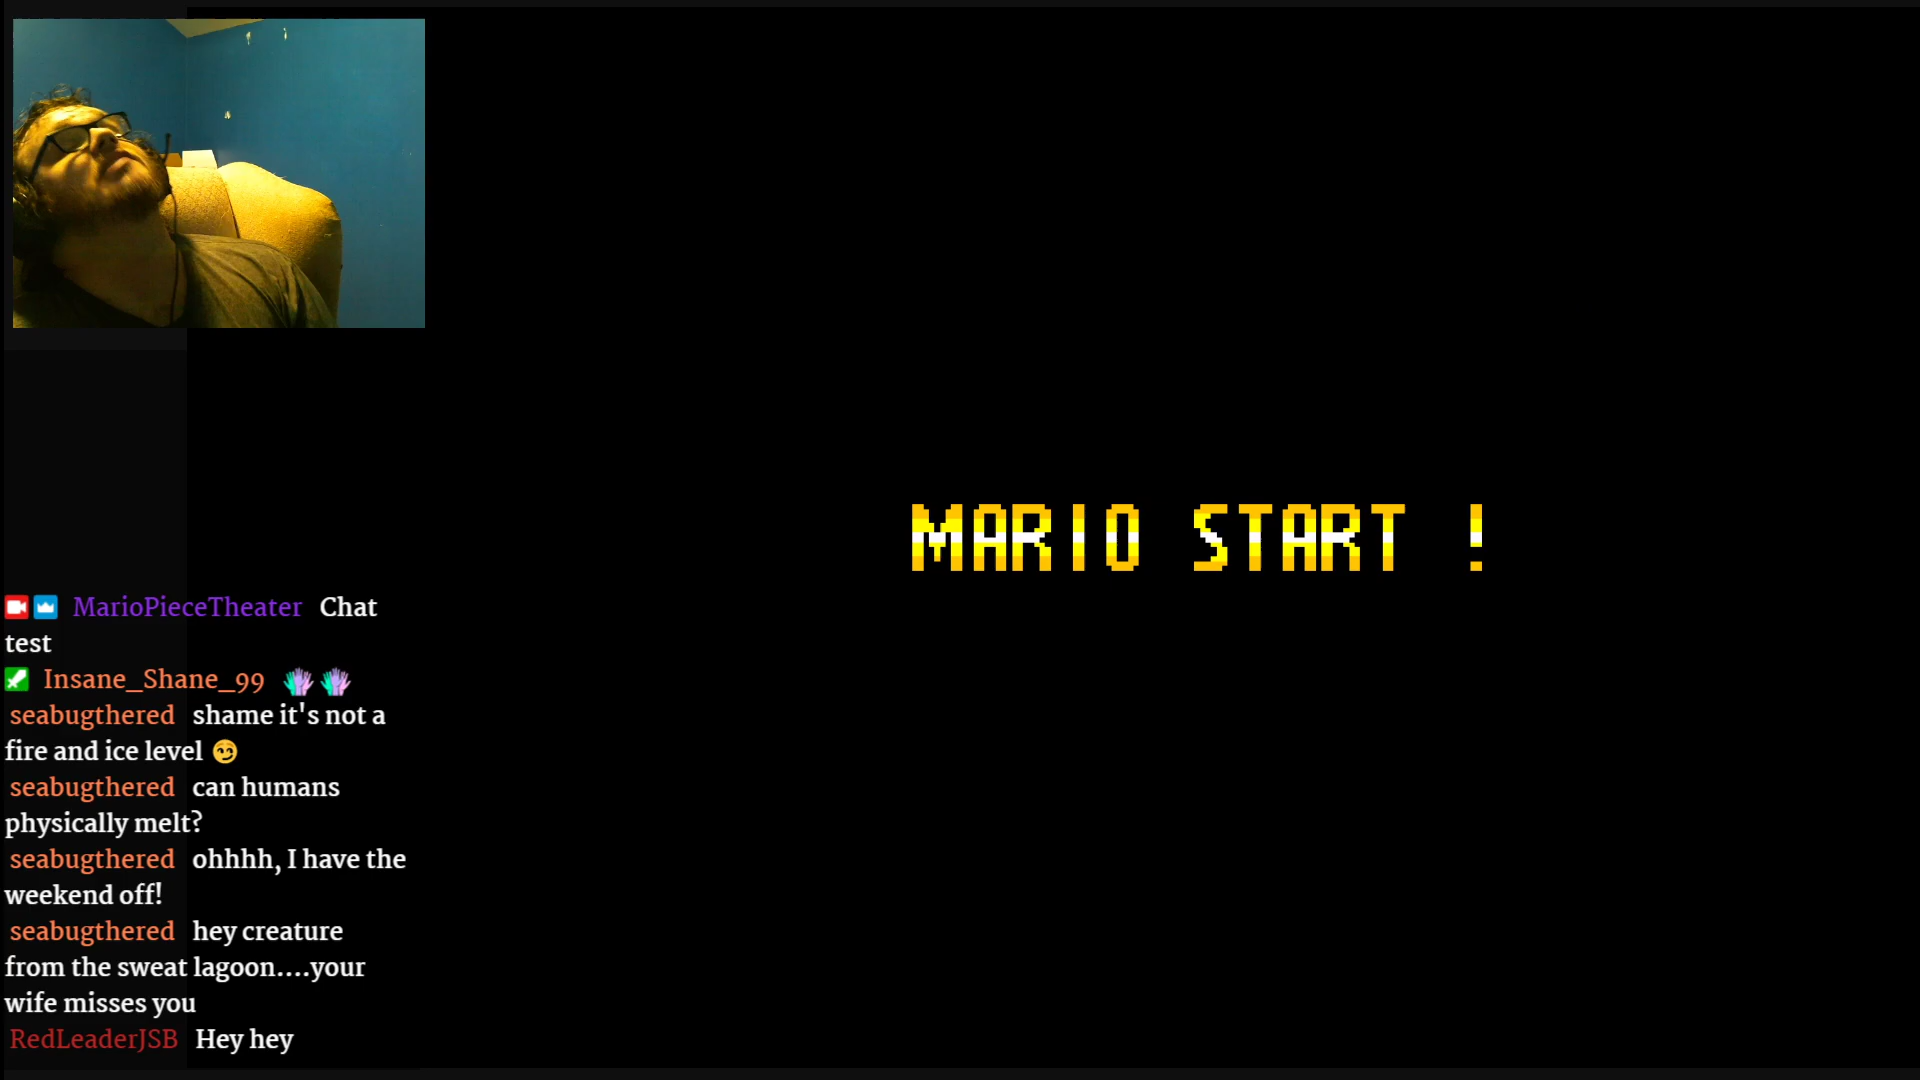 MARIO START !
MarioPieceTheater Chat
test
Insane_Shane_99
seabugthered shame it's not a
fire and ice level 😏
seabugthered can humans
physically melt?
seabugthered ohhhh, I have the
weekend off!
seabugthered hey creature
from the sweat lagoon....your
wife misses you
RedLeaderJSB Hey hey